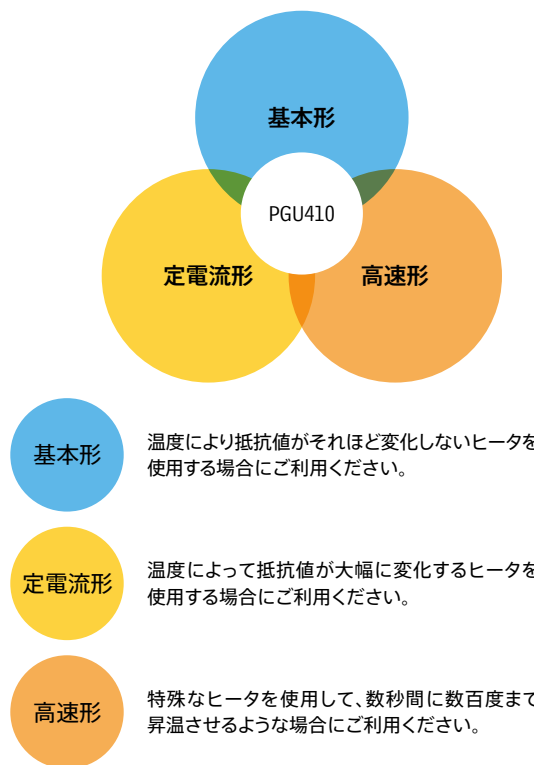 基本形
PGU410
定電流形
高速形
基本形
温度により抵抗値がそれほど変化しないヒータを
使用する場合にご利用ください。
定電流形
温度によって抵抗値が大幅に変化するヒータを
使用する場合にご利用ください。
高速形
特殊なヒータを使用して、数秒間に数百度まで
昇温させるような場合にご利用ください。